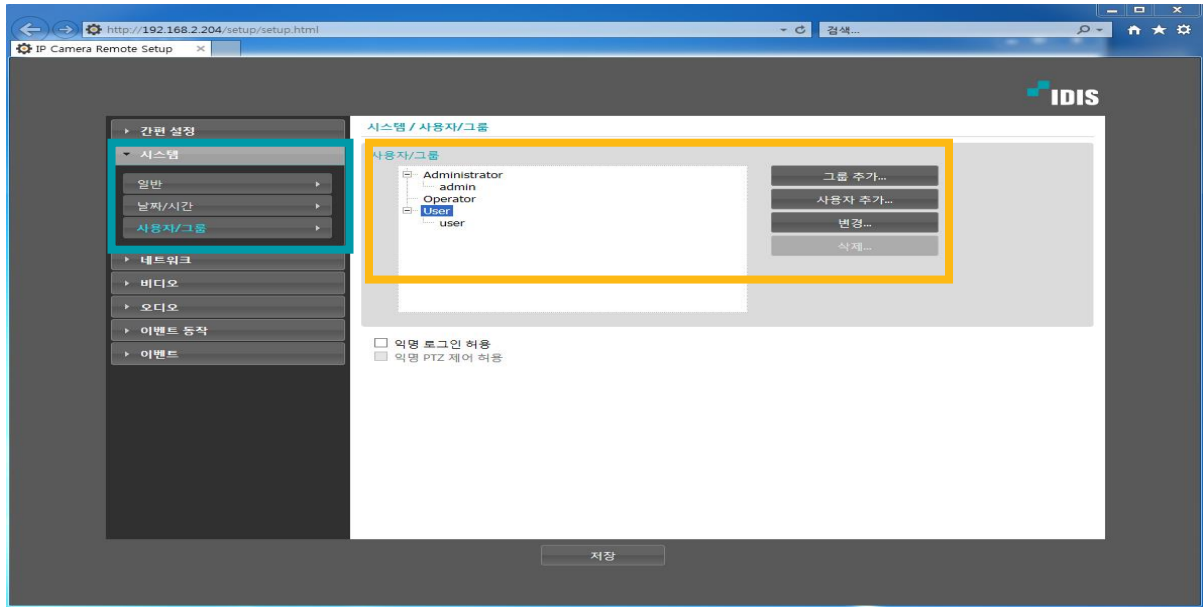 http://192.168.2.204/setup/setup.html
검색...
IP Camera Remote Setup
IDIS
간편 설정
시스템
일반
날짜/시간
사용자/그룹
네트워크
비디오
오디오
이벤트 동작
이벤트
시스템 / 사용자/그룹
사용자/그룹
Administrator
admin
Operator
User
user
그룹 추가...
사용자 추가...
변경...
삭제...
익명 로그인 허용
익명 PTZ 제어 허용
저장